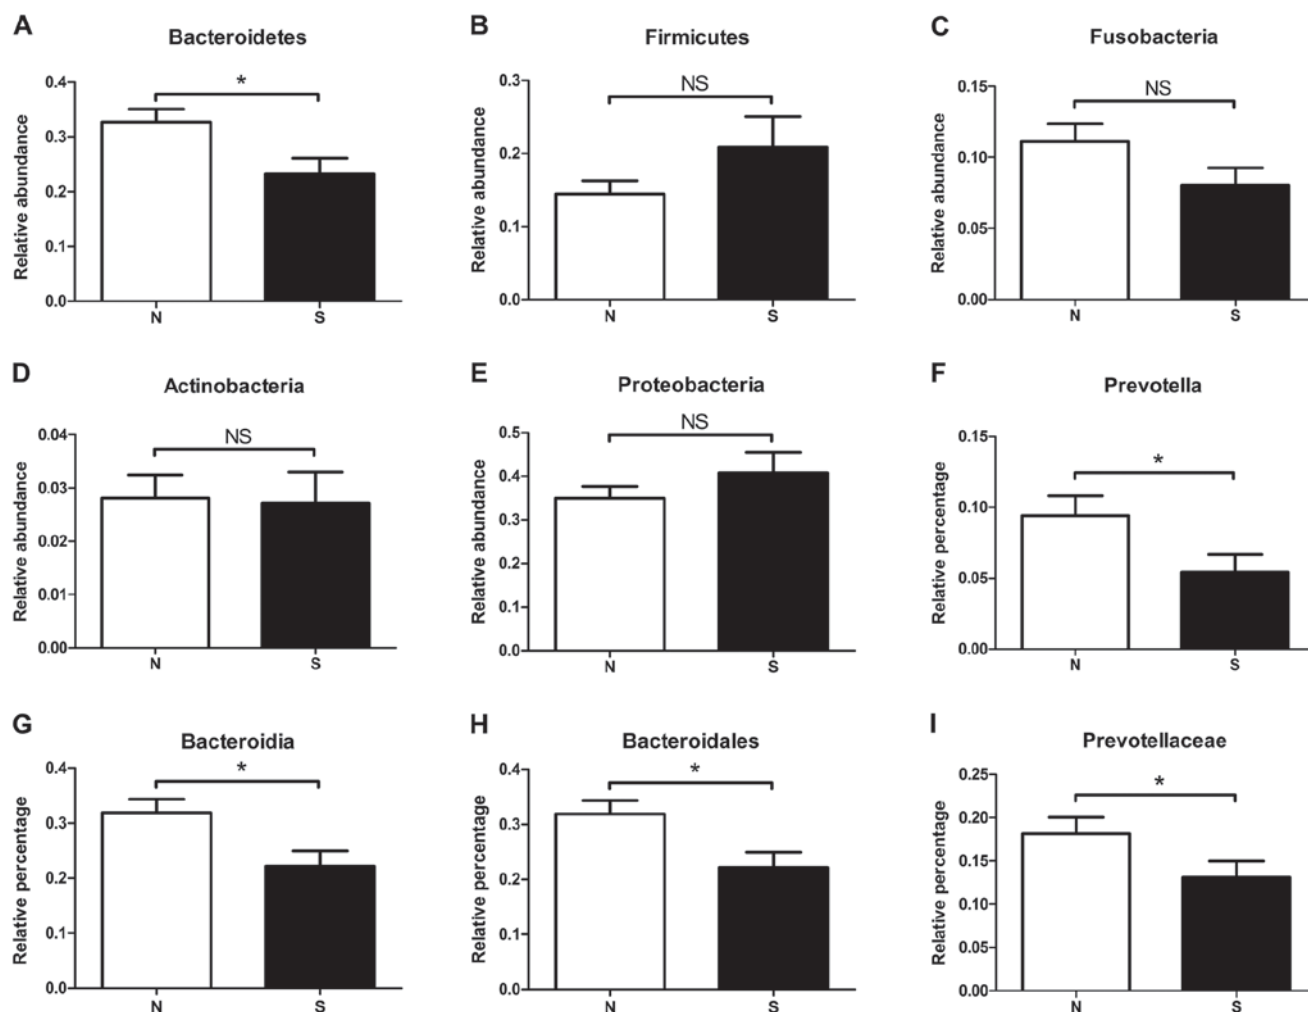 A
Bacteroidetes
*
0.4
0.3
0.2
0.1
0.0
Relative abundance
N
S
B
Firmicutes
NS
0.3
0.2
0.1
0.0
Relative abundance
N
S
C
Fusobacteria
NS
0.15
0.10
0.05
0.00
Relative abundance
N
S
D
Actinobacteria
NS
0.04
0.03
0.02
0.01
0.00
Relative abundance
N
S
E
Proteobacteria
NS
0.5
0.4
0.3
0.2
0.1
0.0
Relative abundance
N
S
F
Prevotella
*
0.15
0.10
0.05
0.00
Relative percentage
N
S
G
Bacteroidia
*
0.4
0.3
0.2
0.1
0.0
Relative percentage
N
S
H
Bacteroidales
*
0.4
0.3
0.2
0.1
0.0
Relative percentage
N
S
I
Prevotellaceae
*
0.25
0.20
0.15
0.10
0.05
0.00
Relative percentage
N
S